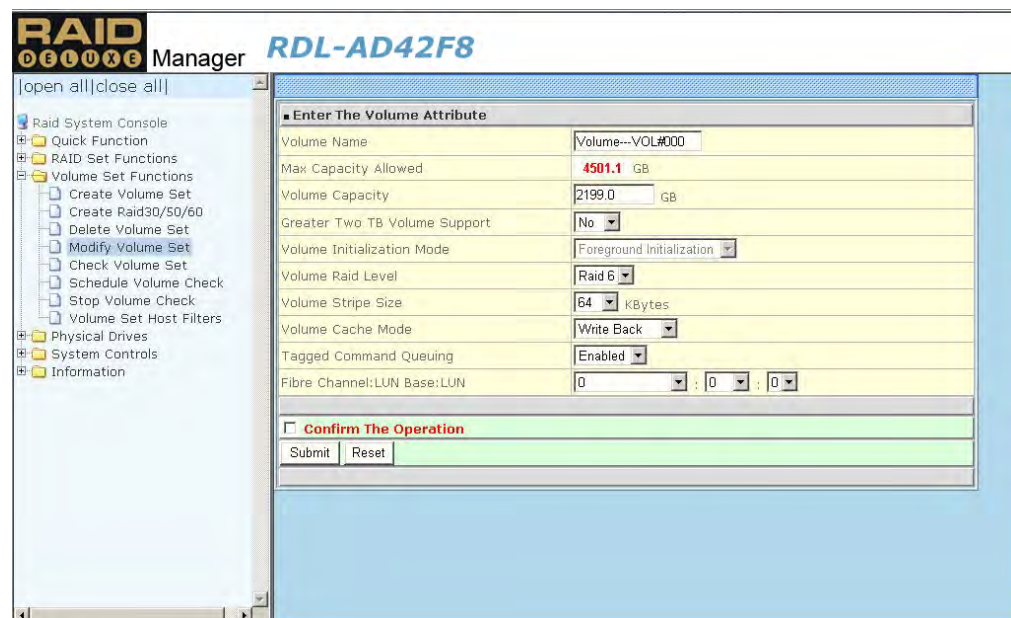 RAID
DELUXE Manager
RDL-AD42F8
|open all|close all|
Raid System Console
Quick Function
RAID Set Functions
Volume Set Functions
Create Volume Set
Create Raid30/50/60
Delete Volume Set
Modify Volume Set
Check Volume Set
Schedule Volume Check
Stop Volume Check
Volume Set Host Filters
Physical Drives
System Controls
Information
Enter The Volume Attribute
Volume Name Volume---VOL#000
Max Capacity Allowed 4501.1 GB
Volume Capacity 2199.0 GB
Greater Two TB Volume Support No
Volume Initialization Mode Foreground Initialization
Volume Raid Level Raid 6
Volume Stripe Size 64 KBytes
Volume Cache Mode Write Back
Tagged Command Queuing Enabled
Fibre Channel:LUN Base:LUN 0 : 0 : 0
Confirm The Operation
Submit Reset